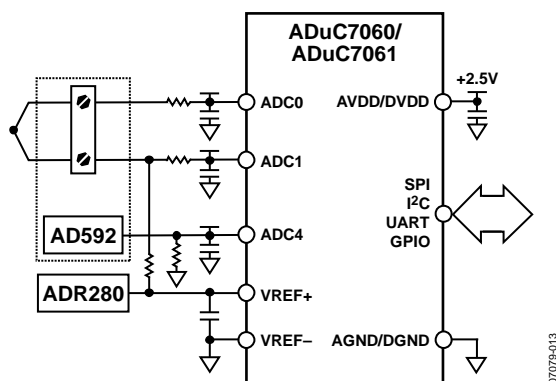 ADuC7060/
ADuC7061
+2.5V
ADC0
AVDD/DVDD
ADC1
SPI
I²C
UART
GPIO
AD592
ADC4
ADR280
VREF+
VREF–
AGND/DGND
07079-013